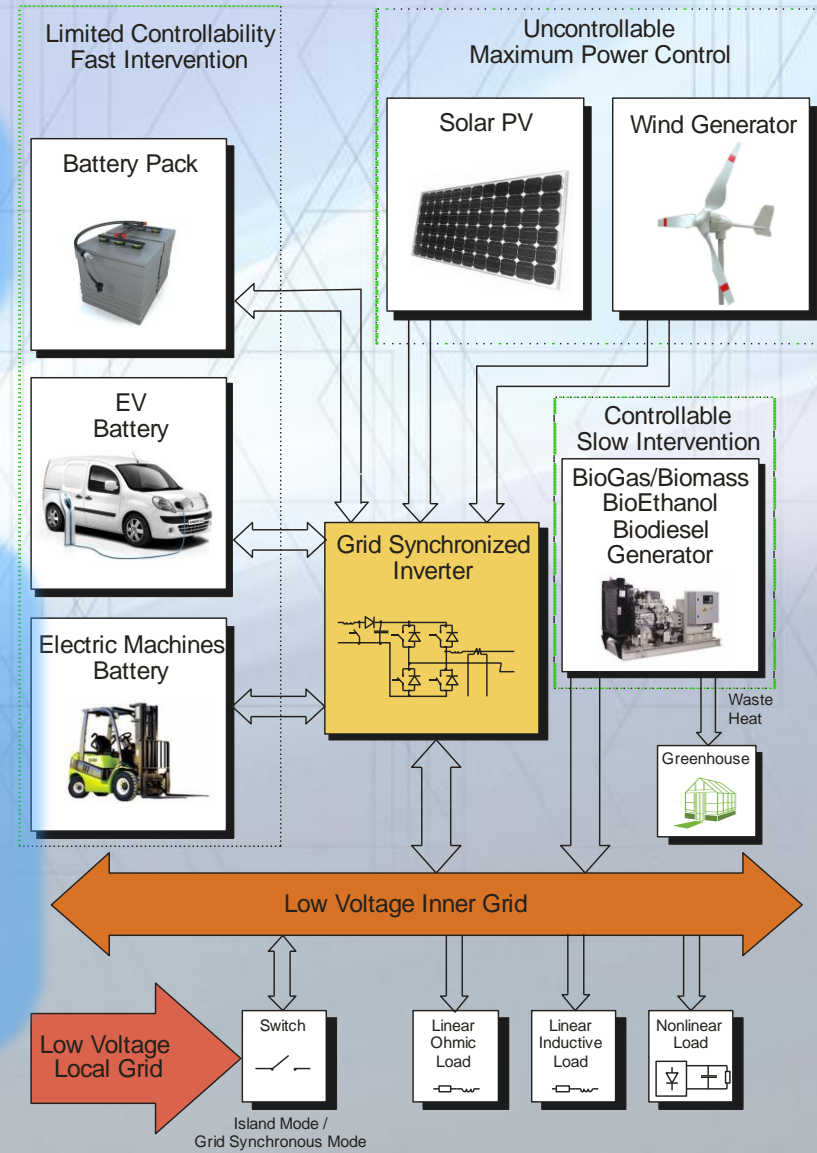 Limited Controllability
Fast Intervention
Uncontrollable
Maximum Power Control
Battery Pack
Solar PV
Wind Generator
EV
Battery
Controllable
Slow Intervention
BioGas/Biomass
BioEthanol
Biodiesel
Generator
Grid Synchronized
Inverter
Electric Machines
Battery
Waste
Heat
Greenhouse
Low Voltage Inner Grid
Low Voltage
Local Grid
Switch
Linear
Ohmic
Load
Linear
Inductive
Load
Nonlinear
Load
Island Mode /
Grid Synchronous Mode